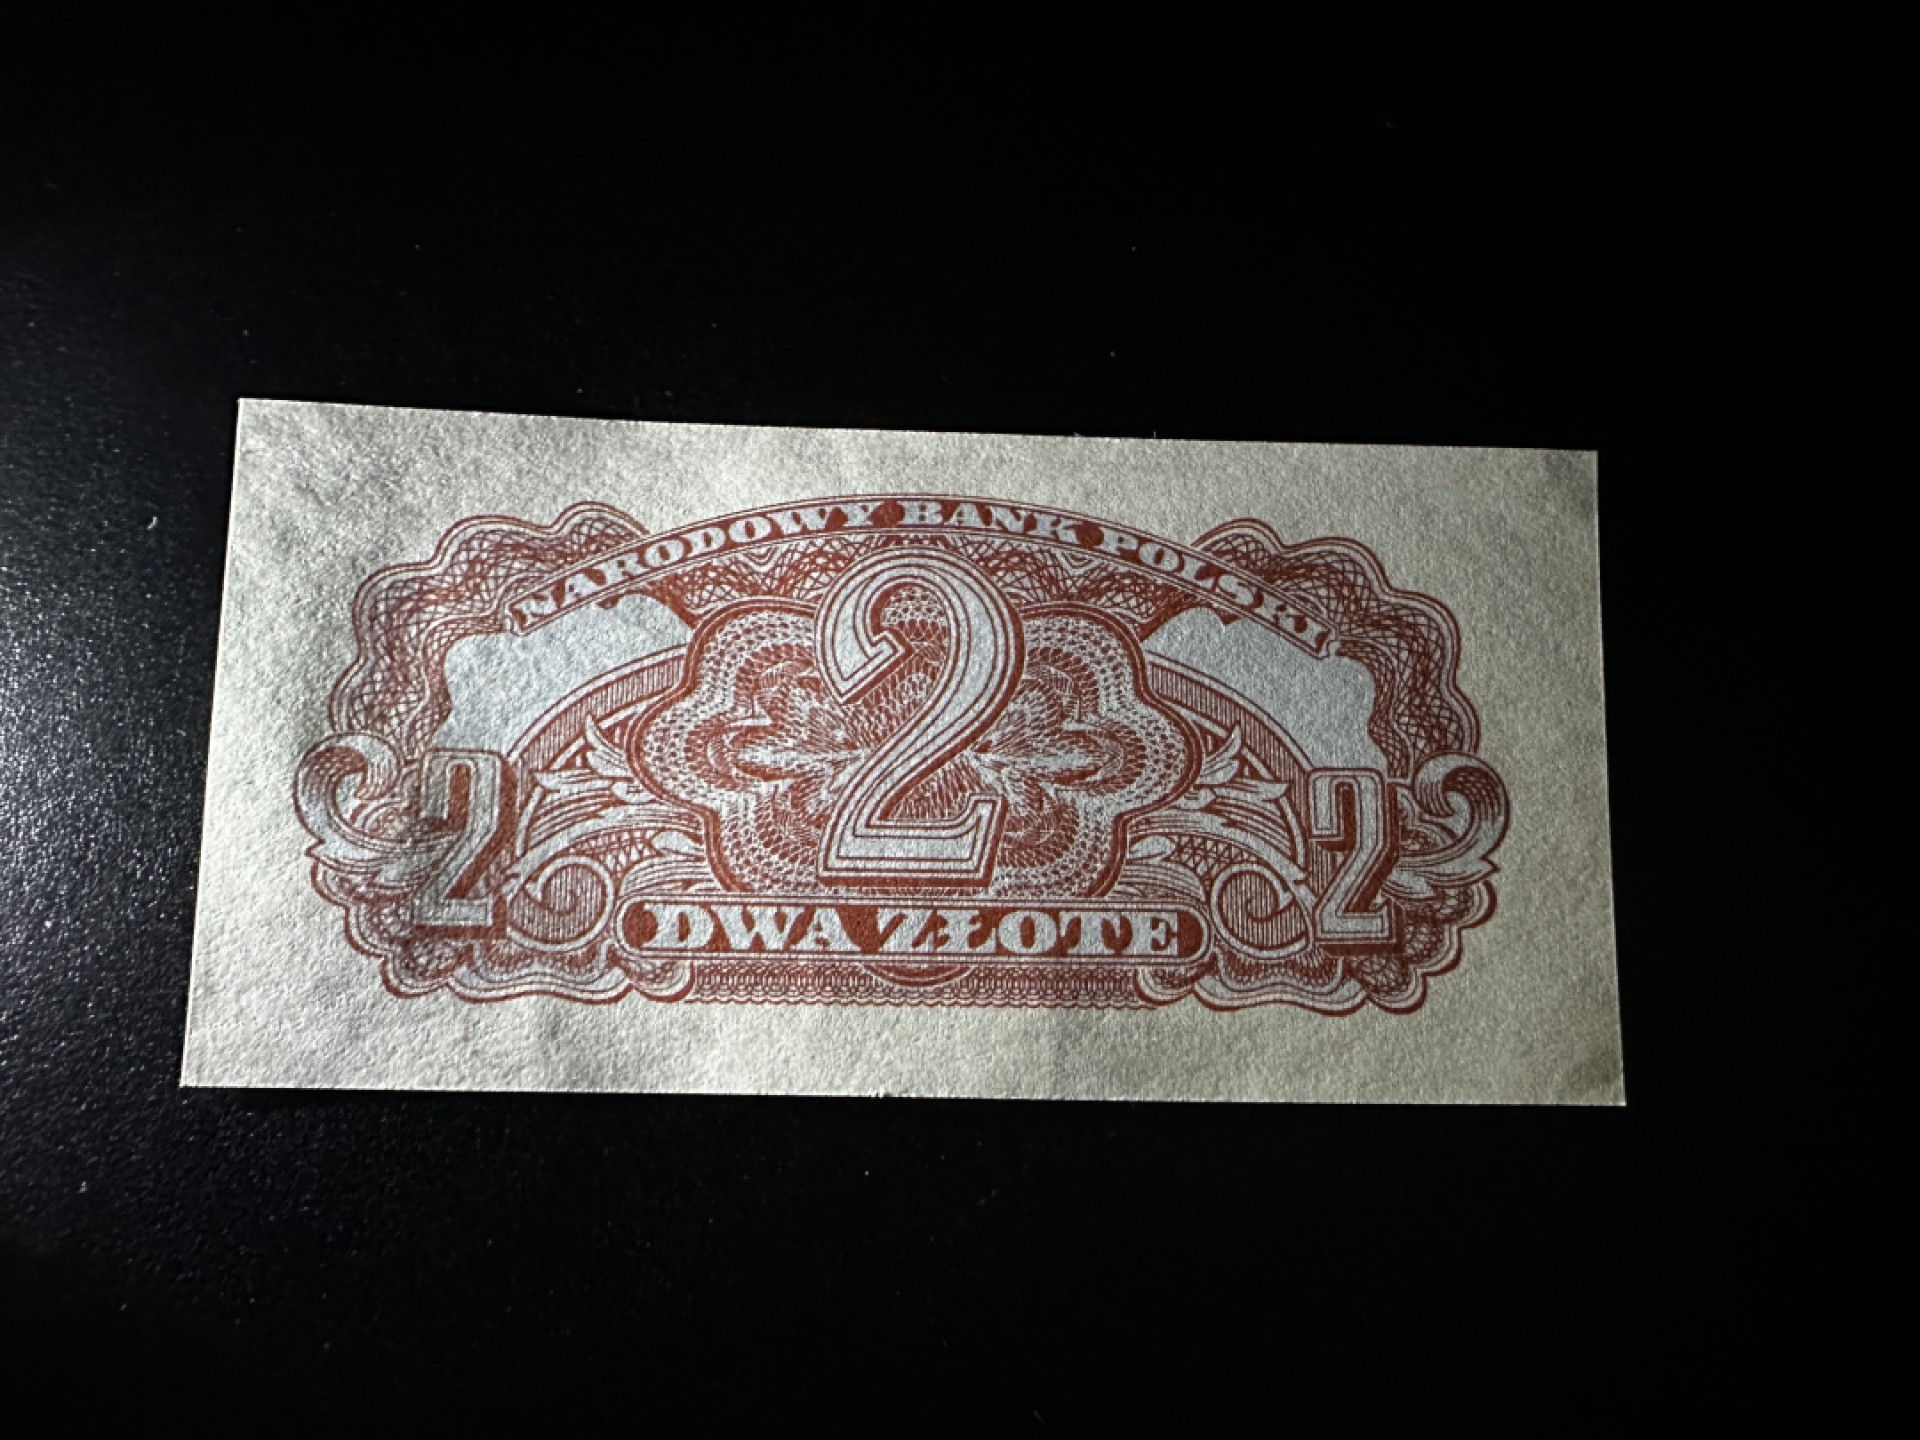 NARODOWY BANK POLSKI
2
2 2
DWA ZŁOTE